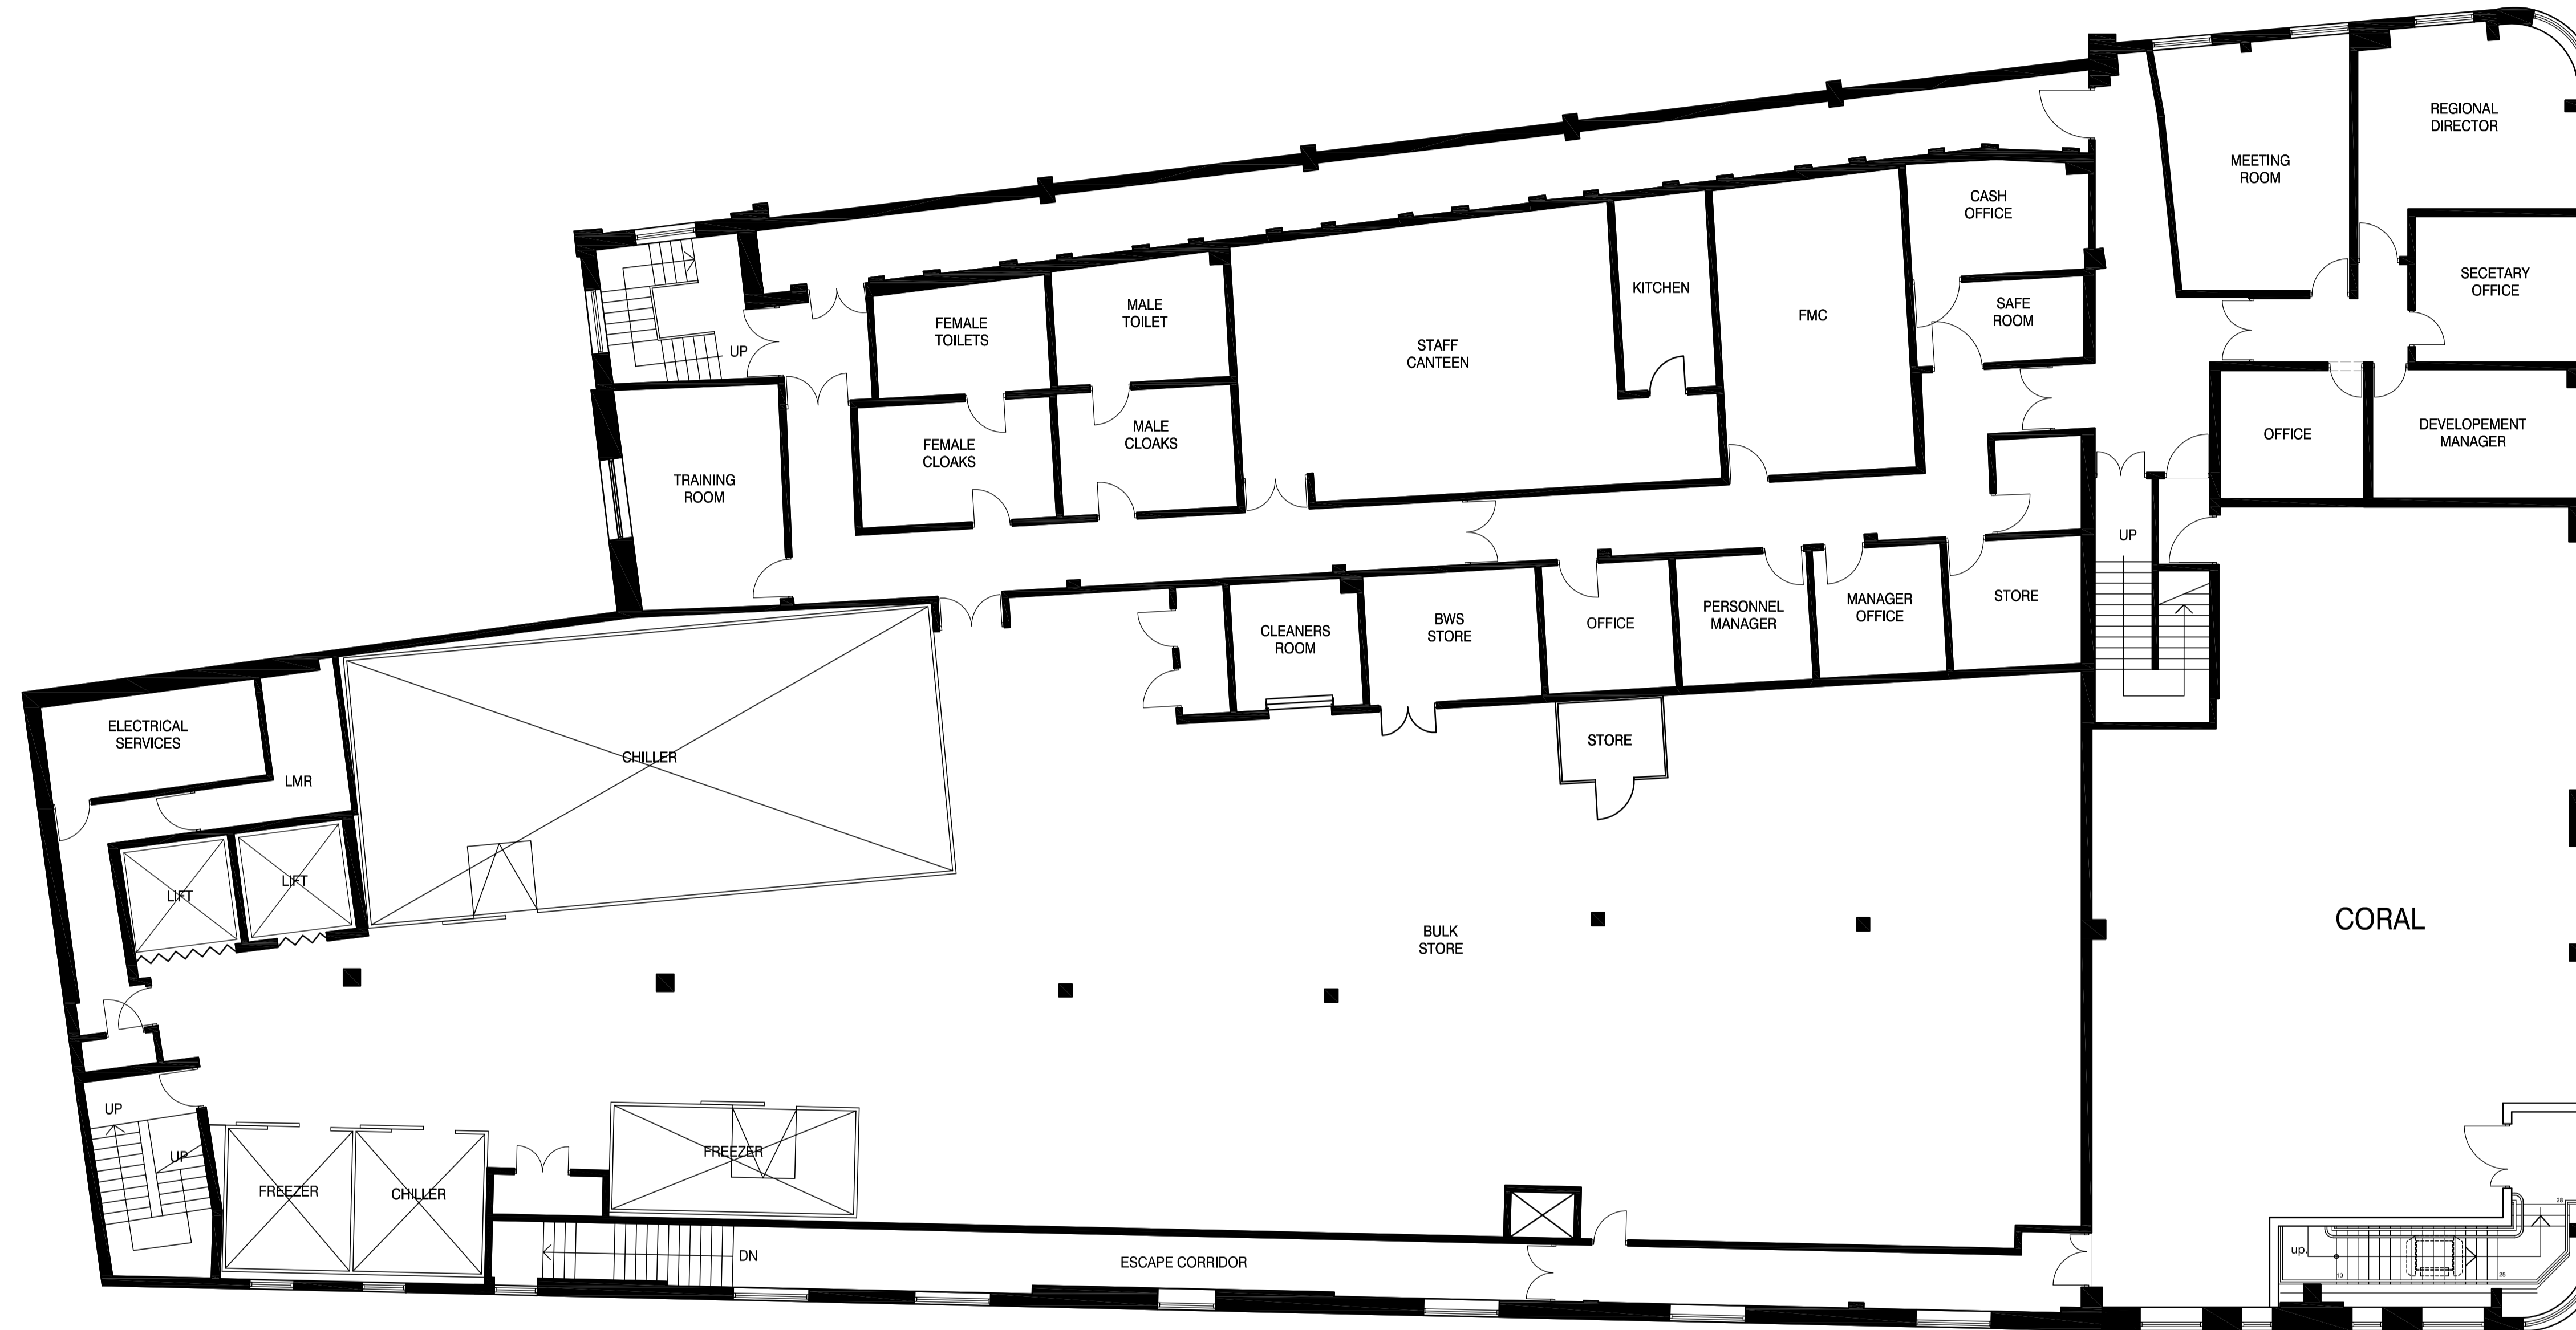 REGIONAL
DIRECTOR
MEETING
ROOM
CASH
OFFICE
SECETARY
OFFICE
KITCHEN
SAFE
ROOM
FMC
MALE
TOILET
FEMALE
TOILETS
STAFF
CANTEEN
UP
MALE
CLOAKS
FEMALE
CLOAKS
OFFICE
DEVELOPEMENT
MANAGER
TRAINING
ROOM
UP
CLEANERS
ROOM
BWS
STORE
OFFICE
PERSONNEL
MANAGER
MANAGER
OFFICE
STORE
ELECTRICAL
SERVICES
LMR
CHILLER
STORE
LIFT
LIFT
BULK
STORE
CORAL
UP
UP
FREEZER
CHILLER
FREEZER
DN
ESCAPE CORRIDOR
up.
10
25
28